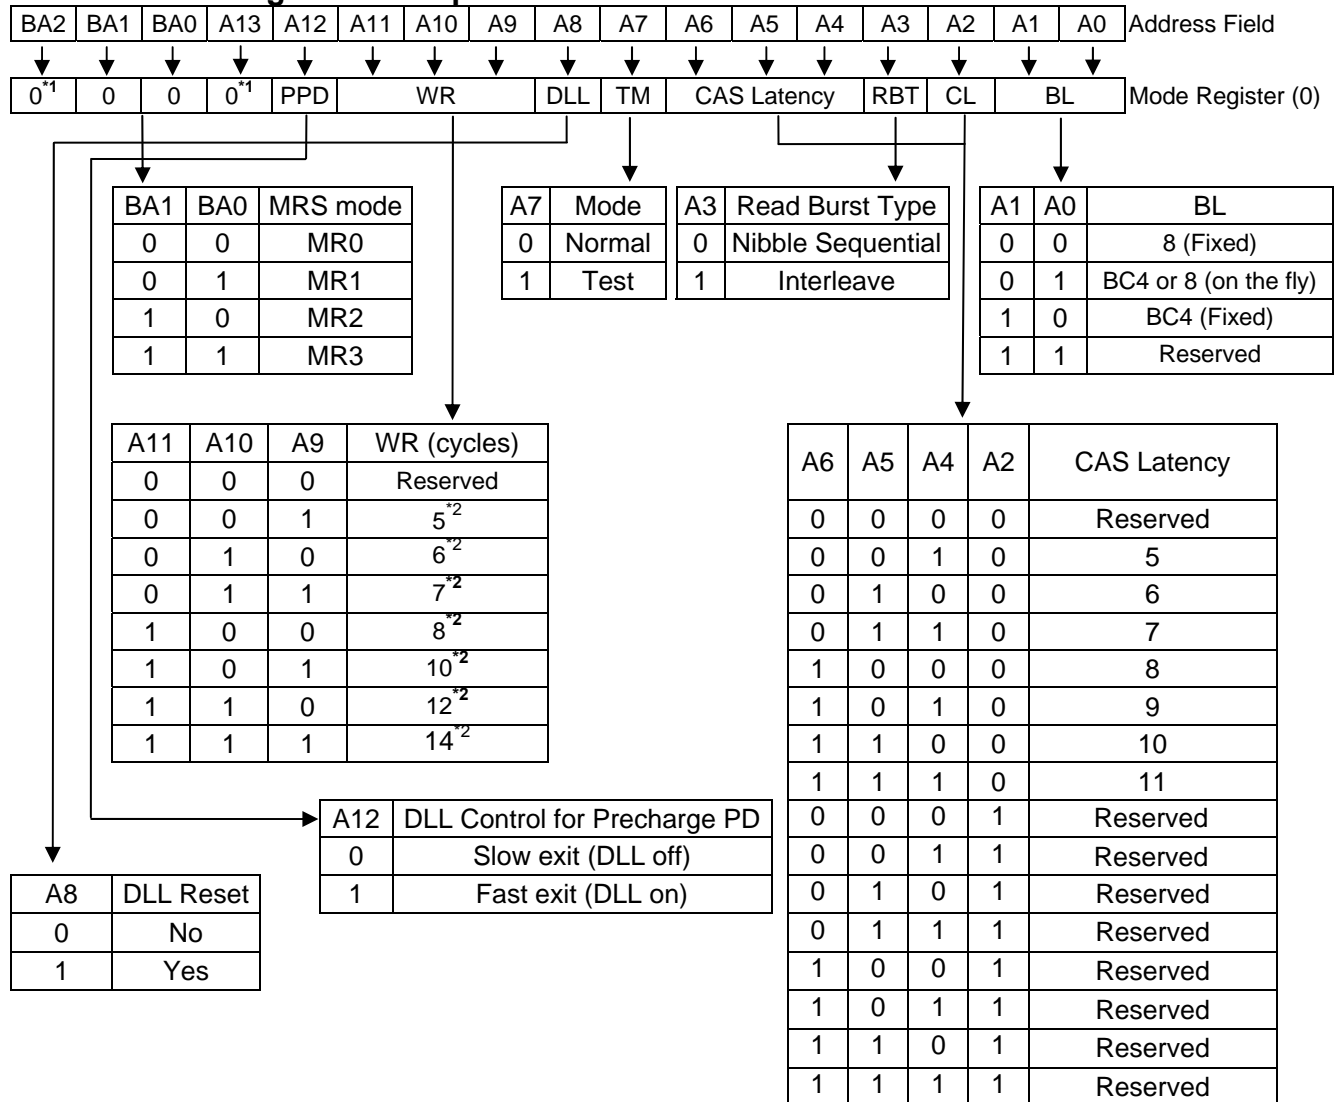 BA2 BA1 BA0 A13 A12 A11 A10 A9 A8 A7 A6 A5 A4 A3 A2 A1 A0 Address Field
0*1 0 0 0*1 PPD WR DLL TM CAS Latency RBT CL BL Mode Register (0)
BA1 BA0 MRS mode
0 0 MR0
0 1 MR1
1 0 MR2
1 1 MR3
A7 Mode
0 Normal
1 Test
A3 Read Burst Type
0 Nibble Sequential
1 Interleave
A1 A0 BL
0 0 8 (Fixed)
0 1 BC4 or 8 (on the fly)
1 0 BC4 (Fixed)
1 1 Reserved
A11 A10 A9 WR (cycles)
0 0 0 Reserved
0 0 1 5*2
0 1 0 6*2
0 1 1 7*2
1 0 0 8*2
1 0 1 10*2
1 1 0 12*2
1 1 1 14*2
A6 A5 A4 A2 CAS Latency
0 0 0 0 Reserved
0 0 1 0 5
0 1 0 0 6
0 1 1 0 7
1 0 0 0 8
1 0 1 0 9
1 1 0 0 10
1 1 1 0 11
0 0 0 1 Reserved
0 0 1 1 Reserved
0 1 0 1 Reserved
0 1 1 1 Reserved
1 0 0 1 Reserved
1 0 1 1 Reserved
1 1 0 1 Reserved
1 1 1 1 Reserved
A12 DLL Control for Precharge PD
0 Slow exit (DLL off)
1 Fast exit (DLL on)
A8 DLL Reset
0 No
1 Yes